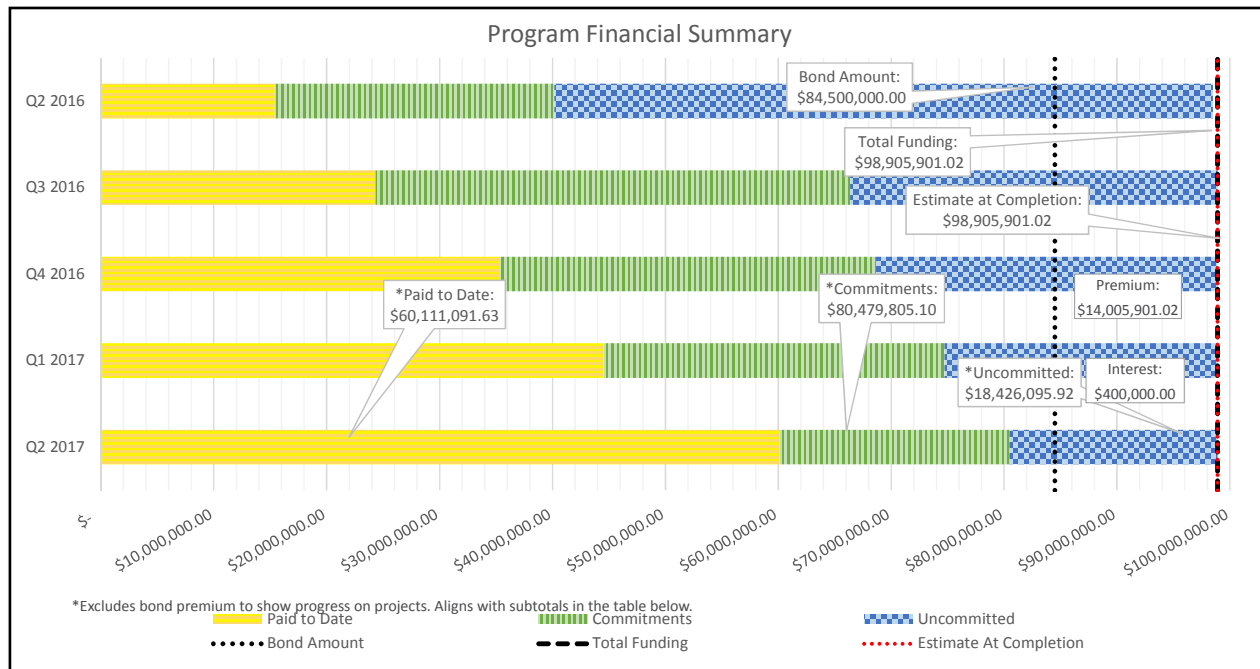 Program Financial Summary
Q2 2016
Bond Amount:
$84,500,000.00
Total Funding:
$98,905,901.02
Q3 2016
Estimate at Completion:
$98,905,901.02
Q4 2016
*Paid to Date:
$60,111,091.63
*Commitments:
$80,479,805.10
Premium:
$14,005,901.02
Q1 2017
*Uncommitted:
$18,426,095.92
Interest:
$400,000.00
Q2 2017
$-
$10,000,000.00
$20,000,000.00
$30,000,000.00
$40,000,000.00
$50,000,000.00
$60,000,000.00
$70,000,000.00
$80,000,000.00
$90,000,000.00
$100,000,000.00
*Excludes bond premium to show progress on projects. Aligns with subtotals in the table below.
Paid to Date
Commitments
Uncommitted
Bond Amount
Total Funding
Estimate At Completion